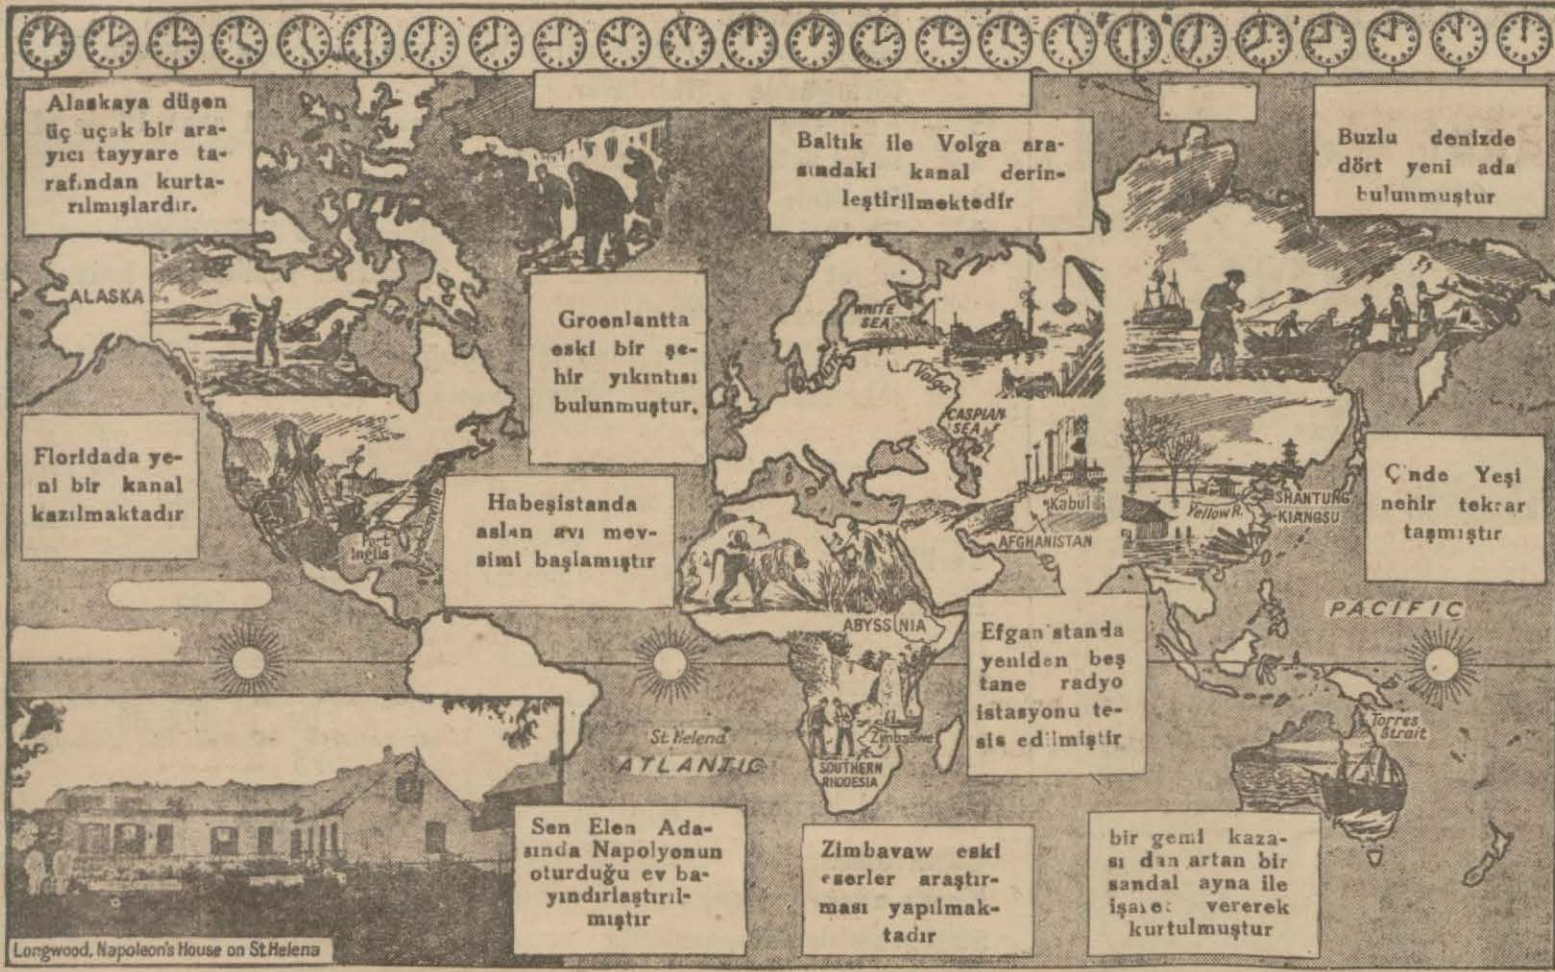 Alaskaya düşen
üç uçak bir ara-
yıcı tayyare ta-
rafından kurta-
rılmışlardır.
Baltık ile Volga ara-
sındaki kanal derin-
leştirilmektedir
Buzlu denizde
dört yeni ada
bulunmuştur
ALASKA
Groenlantta
eski bir şe-
hir yıkıntısı
bulunmuştur.
WHITE
SEA
Volga
CASPIAN
SEA
Floridada ye-
ni bir kanal
kazılmaktadır
Port
Inglis
Habeşistanda
aslan avı mev-
simi başlamıştır
Kabul
AFGHANISTAN
Yellow R.
SHANTUNG
KIANGSU
Ç nde Yeşi
nehir tekrar
taşmıştır
ABYSSINIA
Efgan standa
yeniden beş
tane radyo
istasyonu te-
sis edilmiştir
PACIFIC
St Helena
ATLANTIC
Zimbabwe
SOUTHERN
RHODESIA
Torres
Strait
Sen Elen Ada-
sında Napolyonun
oturduğu ev ba-
yındırlaştırıl-
mıştır
Zimbavaw eski
eserler araştır-
ması yapılmak-
tadır
bir gemi kaza-
sı dan artan bir
sandal ayna ile
işaret vererek
kurtulmuştur
Longwood, Napoleon's House on St Helena